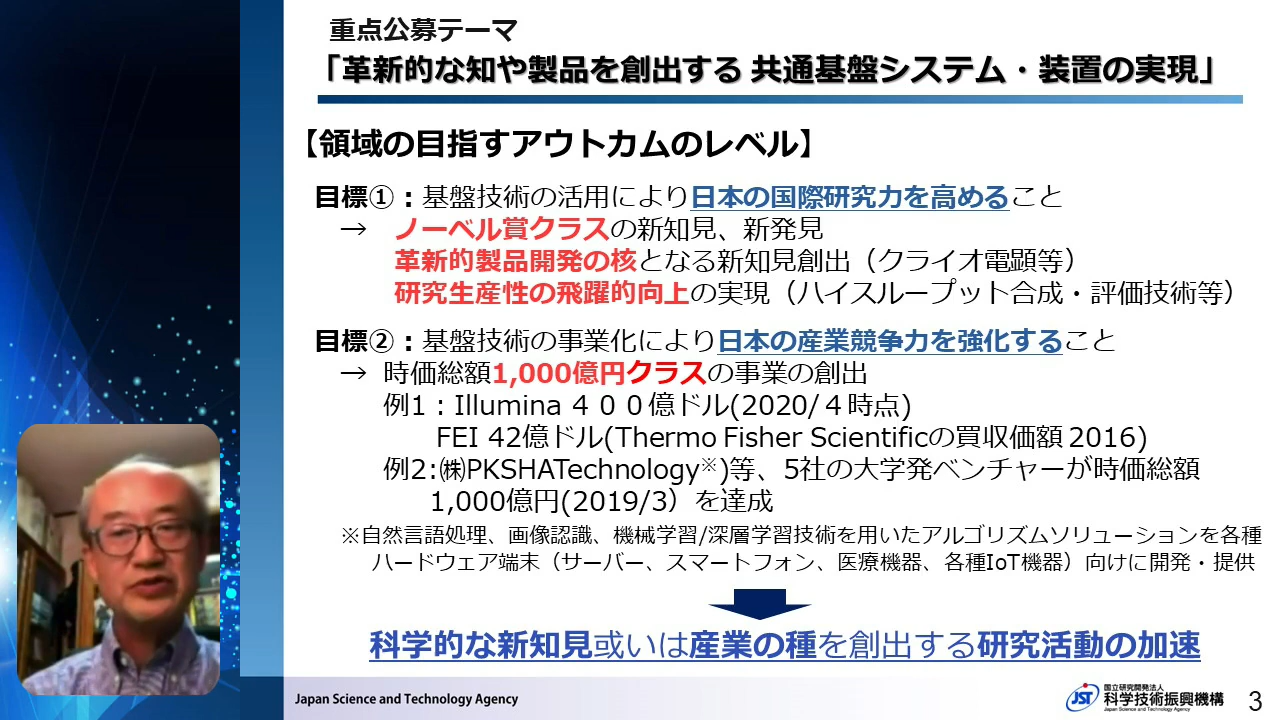 重点公募テーマ
「革新的な知や製品を創出する 共通基盤システム・装置の実現」
【領域の目指すアウトカムのレベル】
目標①：基盤技術の活用により日本の国際研究力を高めること
→ ノーベル賞クラスの新知見、新発見
革新的製品開発の核となる新知見創出（クライオ電顕等）
研究生産性の飛躍的向上の実現（ハイスループット合成・評価技術等）
目標②：基盤技術の事業化により日本の産業競争力を強化すること
→ 時価総額1,000億円クラスの事業の創出
例1：Illumina ４００億ドル(2020/４時点)
FEI 42億ドル(Thermo Fisher Scientificの買収価額 2016)
例2:㈱PKSHATechnology※)等、5社の大学発ベンチャーが時価総額
1,000億円(2019/3）を達成
※自然言語処理、画像認識、機械学習/深層学習技術を用いたアルゴリズムソリューションを各種
ハードウェア端末（サーバー、スマートフォン、医療機器、各種IoT機器）向けに開発・提供
科学的な新知見或いは産業の種を創出する研究活動の加速
Japan Science and Technology Agency
JST
国立研究開発法人
科学技術振興機構
Japan Science and Technology Agency
3